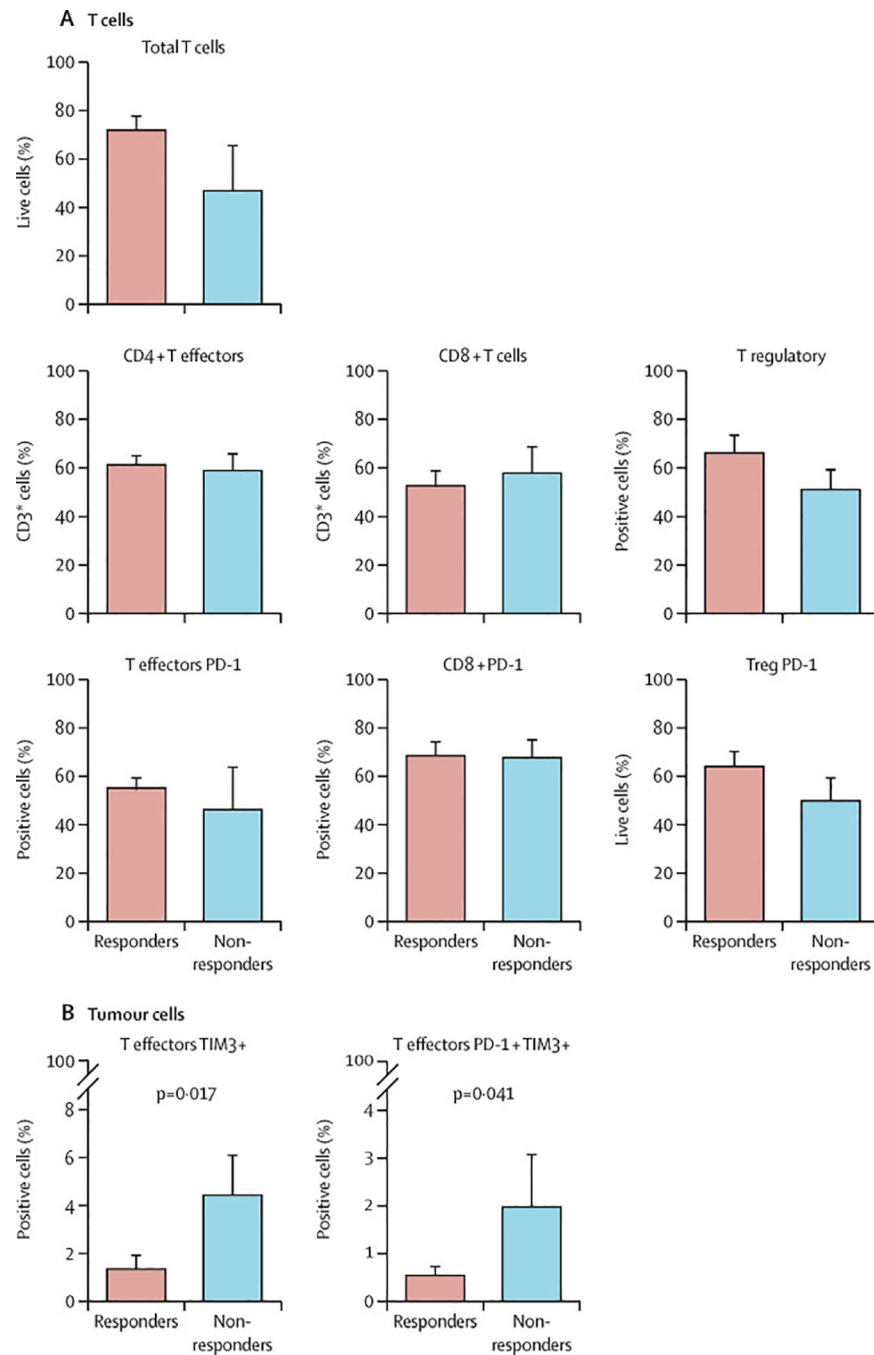 A T cells
Total T cells
Live cells (%)
100
80
60
40
20
0
CD4+T effectors
CD3* cells (%)
100
80
60
40
20
0
CD8+T cells
CD3* cells (%)
100
80
60
40
20
0
T regulatory
Positive cells (%)
100
80
60
40
20
0
T effectors PD-1
Positive cells (%)
100
80
60
40
20
0
Responders
Non-
responders
CD8+PD-1
Positive cells (%)
100
80
60
40
20
0
Responders
Non-
responders
Treg PD-1
Live cells (%)
100
80
60
40
20
0
Responders
Non-
responders
B Tumour cells
T effectors TIM3+
p=0·017
Positive cells (%)
100
8
6
4
2
0
Responders
Non-
responders
T effectors PD-1+TIM3+
p=0·041
Positive cells (%)
100
4
3
2
1
0
Responders
Non-
responders